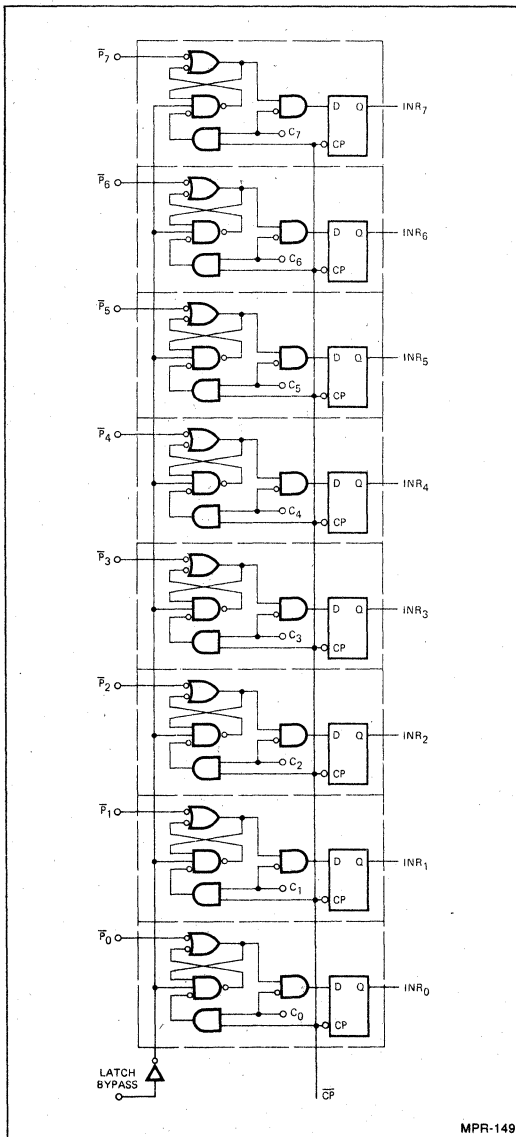 P̅7
D Q INR7
C7
CP
P̅6
D Q INR6
C6
CP
P̅5
D Q INR5
C5
CP
P̅4
D Q INR4
C4
CP
P̅3
D Q INR3
C3
CP
P̅2
D Q INR2
C2
CP
P̅1
D Q INR1
C1
CP
P̅0
D Q INR0
C0
CP
LATCH
BYPASS
C̅P̅
MPR-149